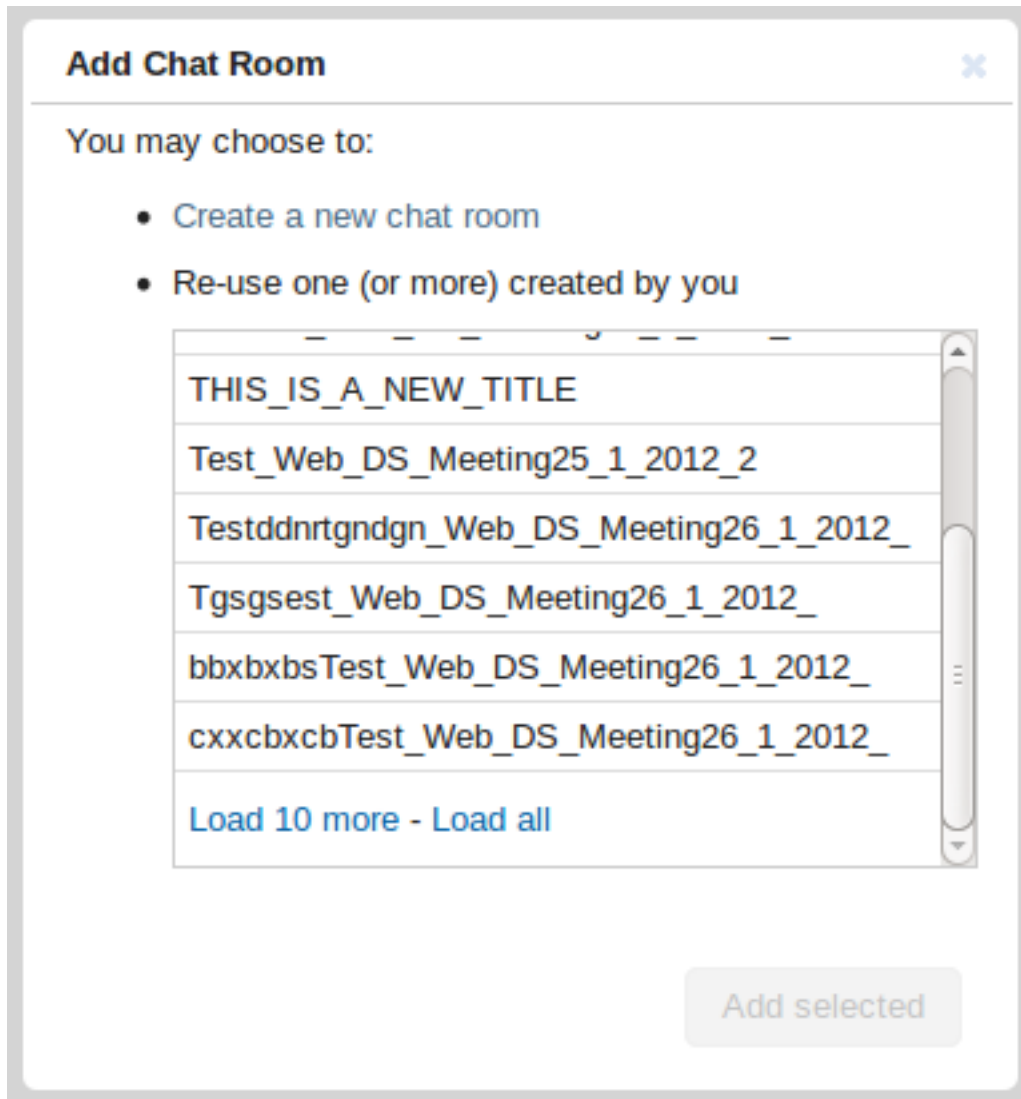 Add Chat Room
You may choose to:
Create a new chat room
Re-use one (or more) created by you
THIS_IS_A_NEW_TITLE
Test_Web_DS_Meeting25_1_2012_2
Testddnrtgndgn_Web_DS_Meeting26_1_2012_
Tgsgsest_Web_DS_Meeting26_1_2012_
bbxbxbsTest_Web_DS_Meeting26_1_2012_
cxxcbxcbTest_Web_DS_Meeting26_1_2012_
Load 10 more - Load all
Add selected